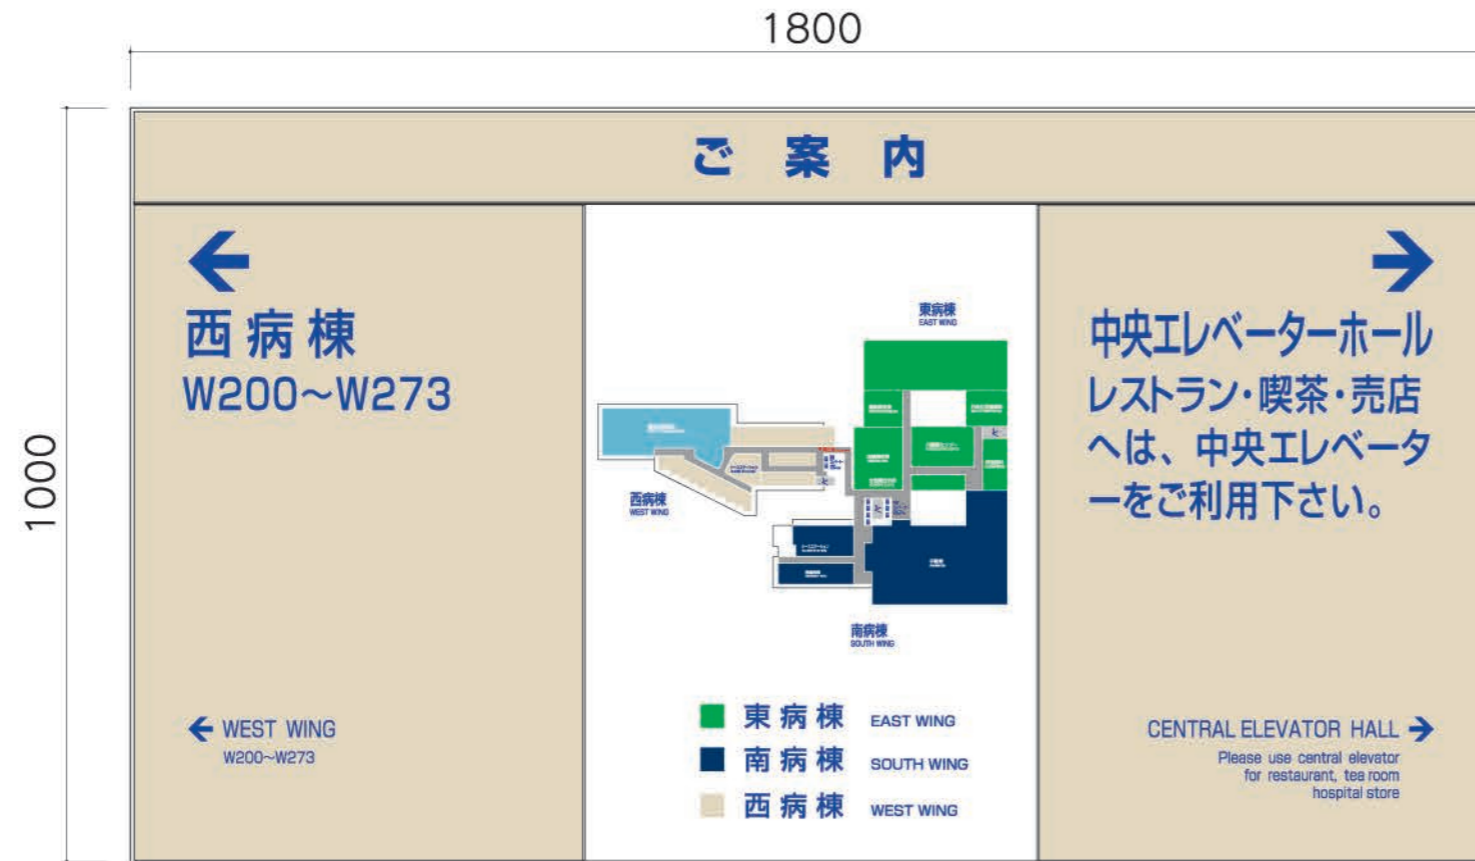 1800
1000
ご案内
西病棟
W200～W273
WEST WING
W200～W273
東病棟
EAST WING
西病棟
WEST WING
南病棟
SOUTH WING
東病棟 EAST WING
南病棟 SOUTH WING
西病棟 WEST WING
中央エレベーターホール
レストラン・喫茶・売店
へは、中央エレベータ
ーをご利用下さい。
CENTRAL ELEVATOR HALL
Please use central elevator
for restaurant, tea room
hospital store